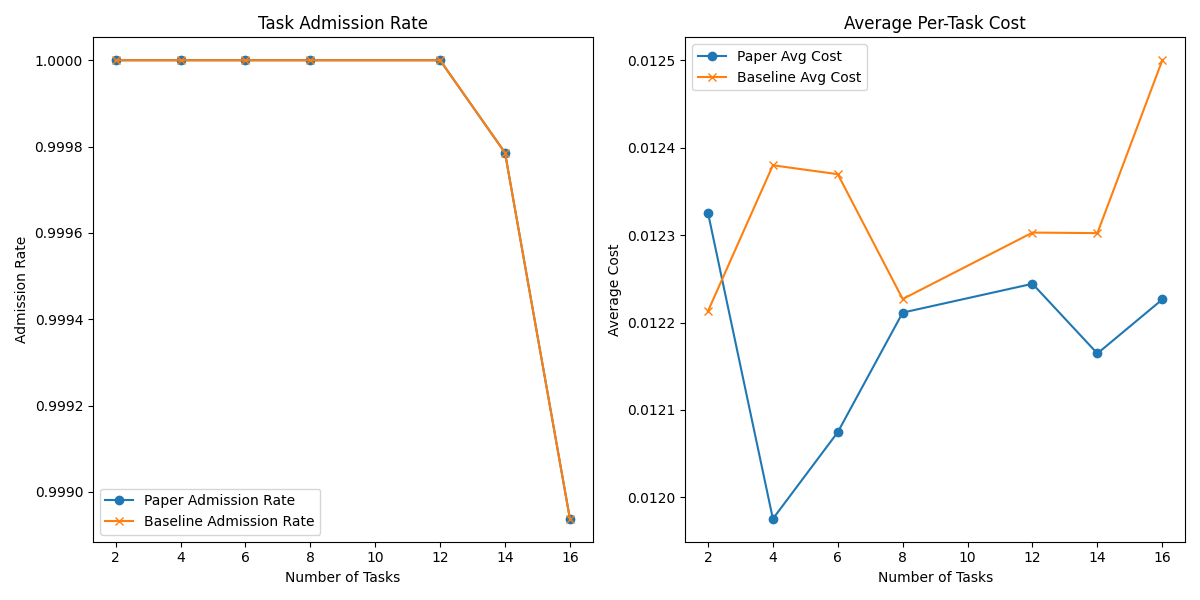 Task Admission Rate
1.0000
0.9998
0.9996
0.9994
0.9992
0.9990
Admission Rate
Paper Admission Rate
Baseline Admission Rate
2 4 6 8 10 12 14 16
Number of Tasks
Average Per-Task Cost
Paper Avg Cost
Baseline Avg Cost
0.0125
0.0124
0.0123
0.0122
0.0121
0.0120
Average Cost
2 4 6 8 10 12 14 16
Number of Tasks